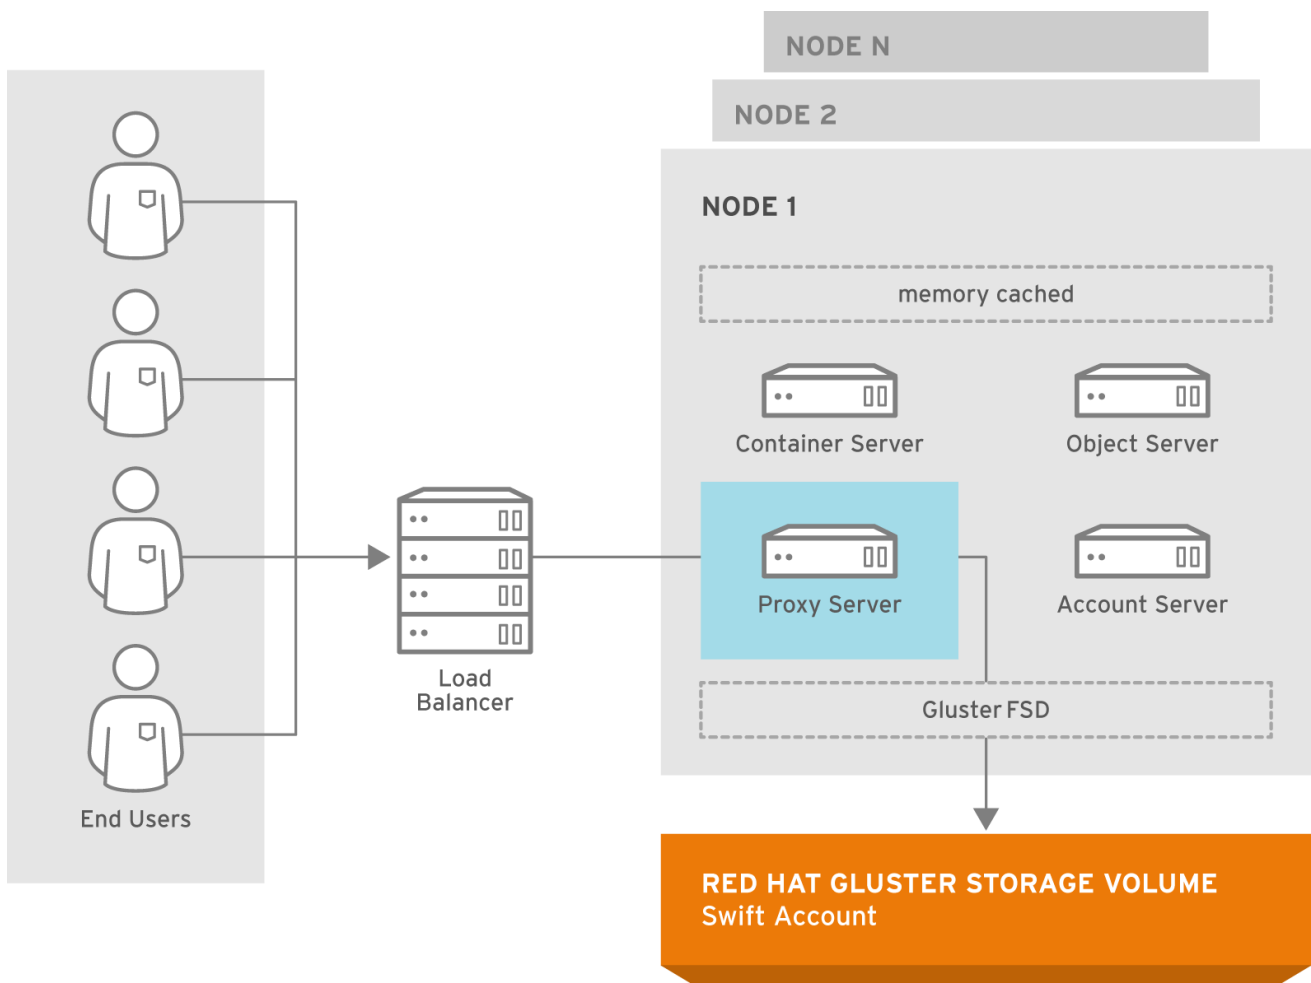 NODE N
NODE 2
NODE 1
memory cached
Container Server
Object Server
Proxy Server
Account Server
Load
Balancer
Gluster FSD
End Users
RED HAT GLUSTER STORAGE VOLUME
Swift Account